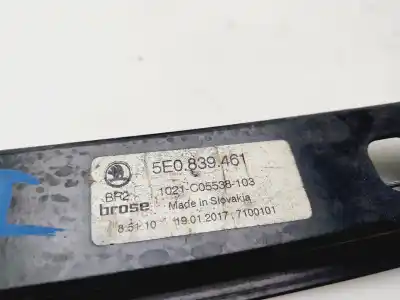 5E0.839.461
1021-C05538-103
BR2
brose
Made in Slovakia
8:51:10 19.01.2017 7100101